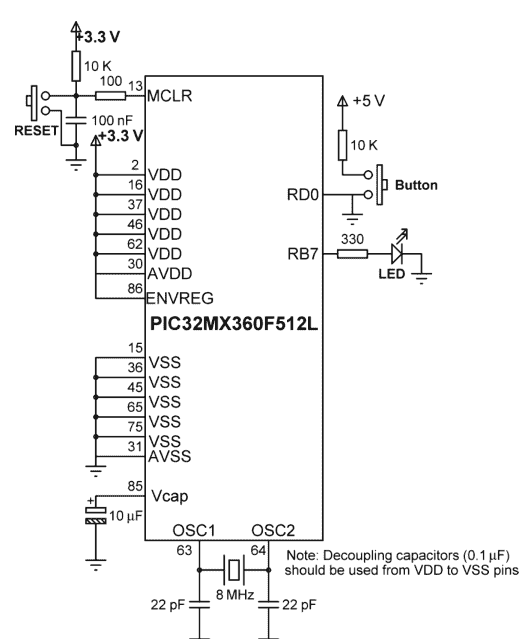 +3.3 V
10 K
100
13
MCLR
RESET
100 nF
+3.3 V
2
VDD
16
VDD
37
VDD
46
VDD
62
VDD
30
AVDD
86
ENVREG
PIC32MX360F512L
15
VSS
36
VSS
45
VSS
65
VSS
75
VSS
31
AVSS
85
Vcap
+
10 µF
OSC1
OSC2
63
64
8 MHz
22 pF
22 pF
+5 V
10 K
RD0
Button
RB7
330
LED
Note: Decoupling capacitors (0.1 µF)
should be used from VDD to VSS pins